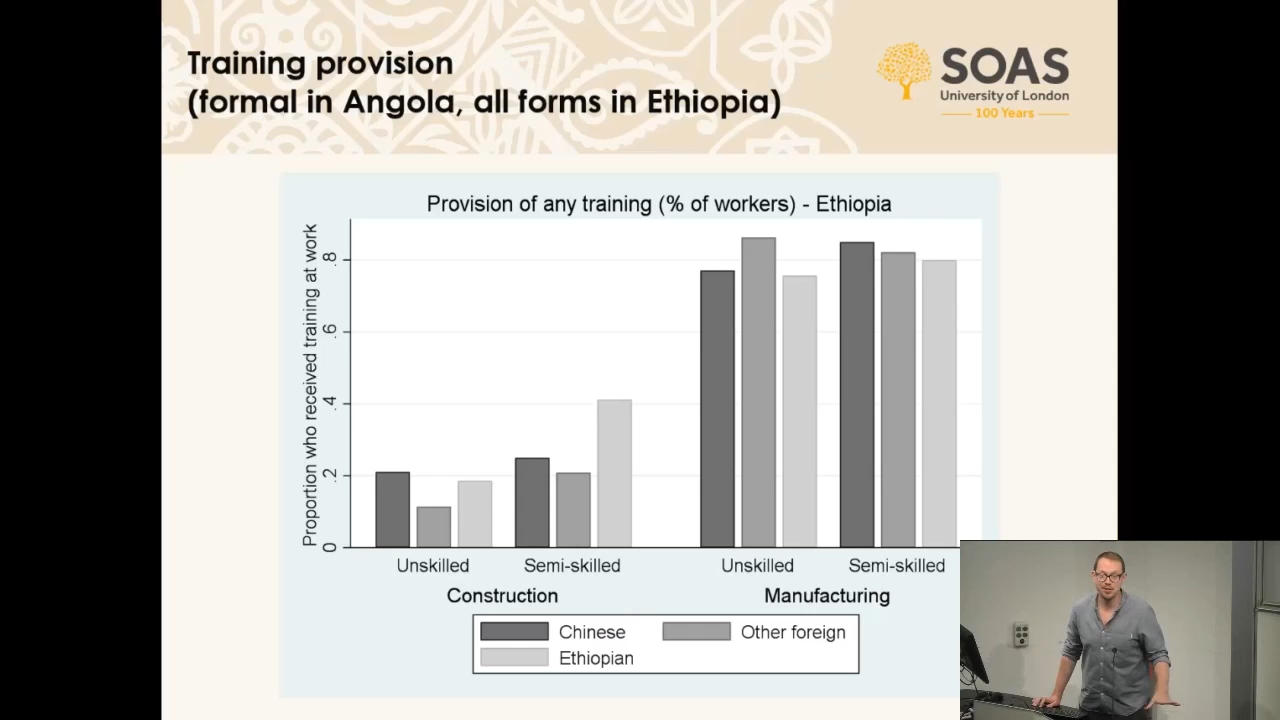 Training provision
(formal in Angola, all forms in Ethiopia)
SOAS
University of London
100 Years
Provision of any training (% of workers) - Ethiopia
Proportion who received training at work
.8
.6
.4
.2
0
Unskilled
Semi-skilled
Unskilled
Semi-skilled
Construction
Manufacturing
Chinese
Other foreign
Ethiopian